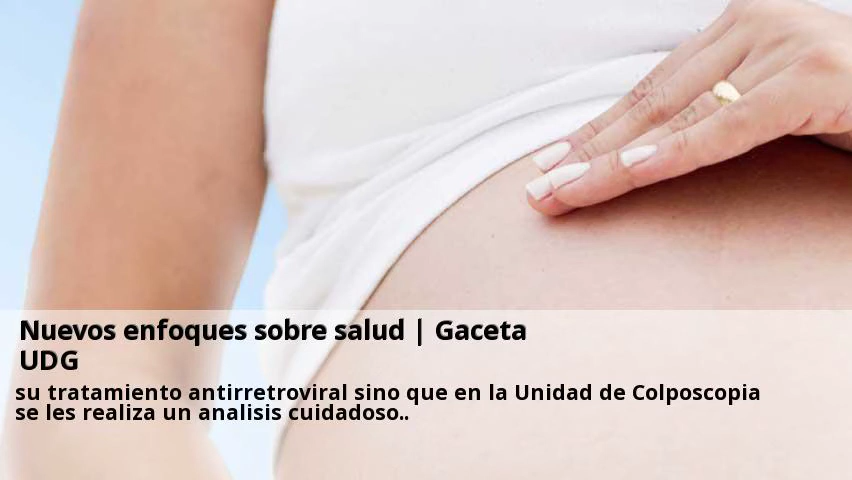 Nuevos enfoques sobre salud | Gaceta
UDG
su tratamiento antirretroviral sino que en la Unidad de Colposcopia
se les realiza un analisis cuidadoso..